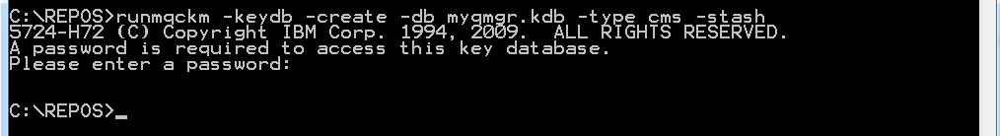 C:\REPOS>runmqckm -keydb -create -db myqmgr.kdb -type cms -stash
5724-H72 (C) Copyright IBM Corp. 1994, 2009.  ALL RIGHTS RESERVED.
A password is required to access this key database.
Please enter a password:
C:\REPOS>_